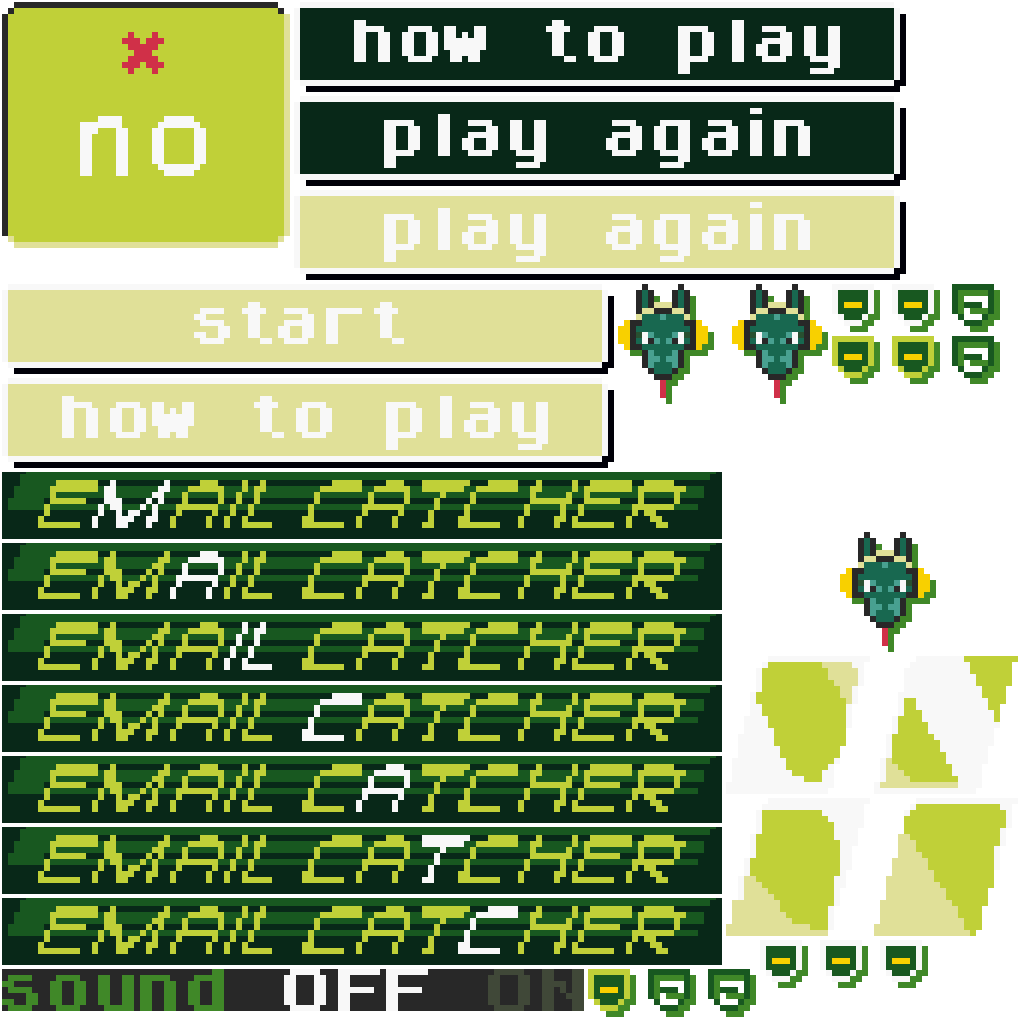 no
how to play
play again
play again
start
how to play
EMAIL CATCHER
EMAIL CATCHER
EMAIL CATCHER
EMAIL CATCHER
EMAIL CATCHER
EMAIL CATCHER
EMAIL CATCHER
sound OFF ON